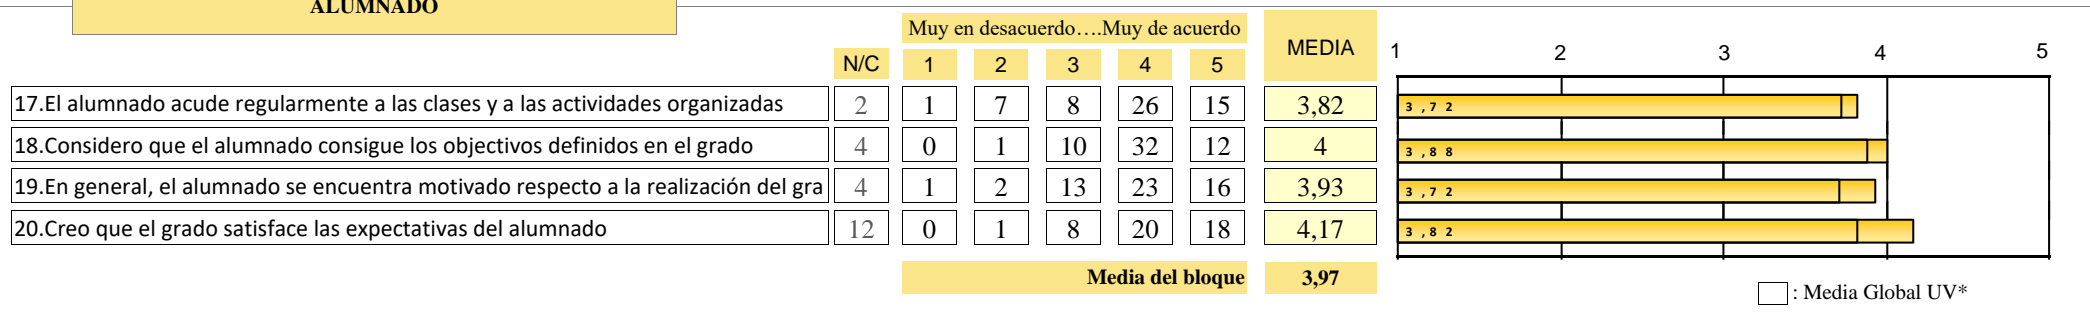 ALUMNADO
Muy en desacuerdo....Muy de acuerdo
MEDIA
1 2 3 4 5
N/C 1 2 3 4 5
17.El alumnado acude regularmente a las clases y a las actividades organizadas 2 1 7 8 26 15 3,82 3,72
18.Considero que el alumnado consigue los objectivos definidos en el grado 4 0 1 10 32 12 4 3,88
19.En general, el alumnado se encuentra motivado respecto a la realización del gra 4 1 2 13 23 16 3,93 3,72
20.Creo que el grado satisface las expectativas del alumnado 12 0 1 8 20 18 4,17 3,82
Media del bloque 3,97
: Media Global UV*